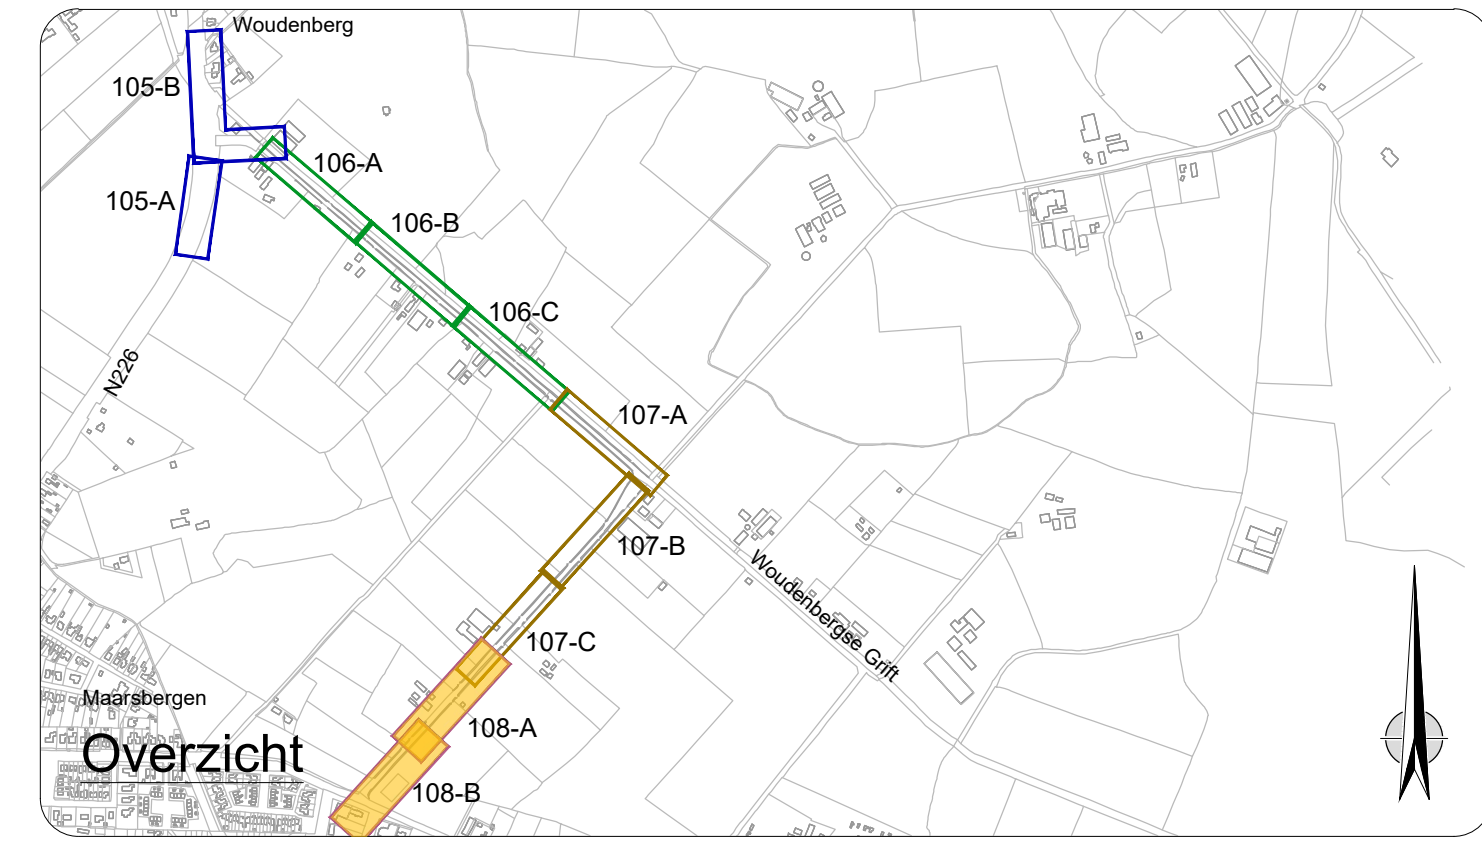 Woudenberg
105-B
106-A
105-A
106-B
106-C
N226
107-A
107-B
Woudenbergse Grift
107-C
Maarsbergen
108-A
Overzicht
108-B